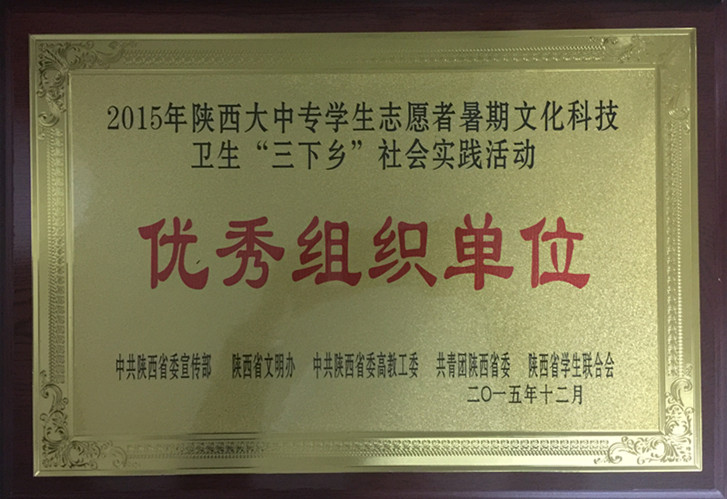 2015年陕西大中专学生志愿者暑期文化科技
卫生“三下乡”社会实践活动
优秀组织单位
中共陕西省委宣传部 陕西省文明办 中共陕西省委高教工委 共青团陕西省委 陕西省学生联合会
二〇一五年十二月